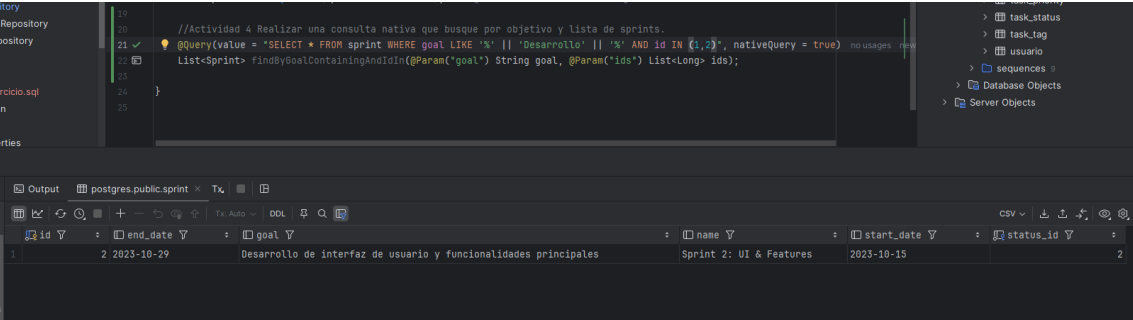 itory
Repository
pository
rcicio.sql
n
rties
19
20 //Actividad 4 Realizar una consulta nativa que busque por objetivo y lista de sprints.
21 @Query(value = "SELECT * FROM sprint WHERE goal LIKE '%' || 'Desarrollo' || '%' AND id IN (1,2)", nativeQuery = true) no usages new
22 List<Sprint> findByGoalContainingAndIdIn(@Param("goal") String goal, @Param("ids") List<Long> ids);
23
24 }
25
task_priority
task_status
task_tag
usuario
sequences 9
Database Objects
Server Objects
Output postgres.public.sprint × Tx
Tx: Auto DDL CSV
id end_date goal name start_date status_id
1 2 2023-10-29 Desarrollo de interfaz de usuario y funcionalidades principales Sprint 2: UI & Features 2023-10-15 2